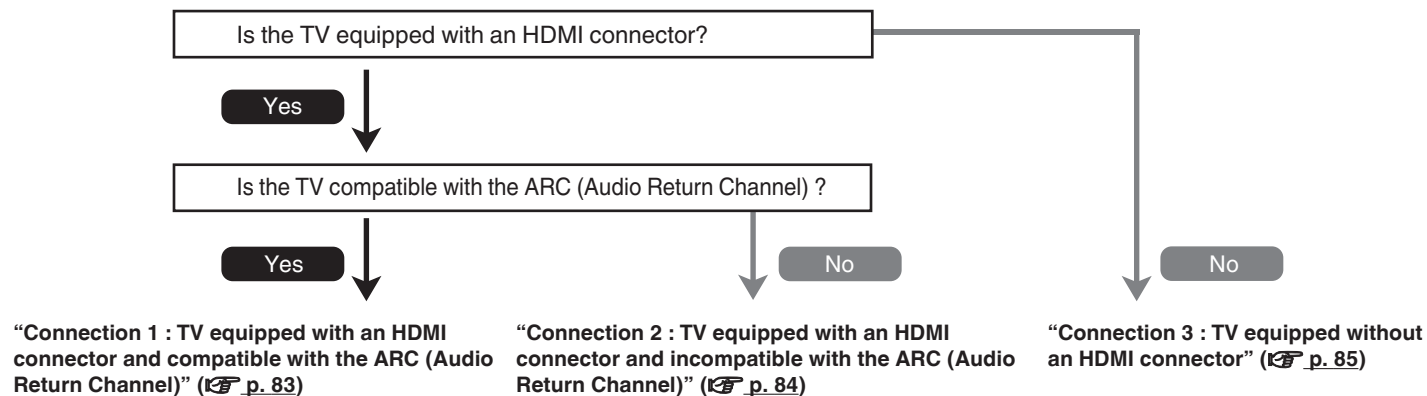 Is the TV equipped with an HDMI connector?
Yes
Is the TV compatible with the ARC (Audio Return Channel) ?
Yes
No
No
“Connection 1 : TV equipped with an HDMI
connector and compatible with the ARC (Audio
Return Channel)” (☞ p. 83)
“Connection 2 : TV equipped with an HDMI
connector and incompatible with the ARC (Audio
Return Channel)” (☞ p. 84)
“Connection 3 : TV equipped without
an HDMI connector” (☞ p. 85)